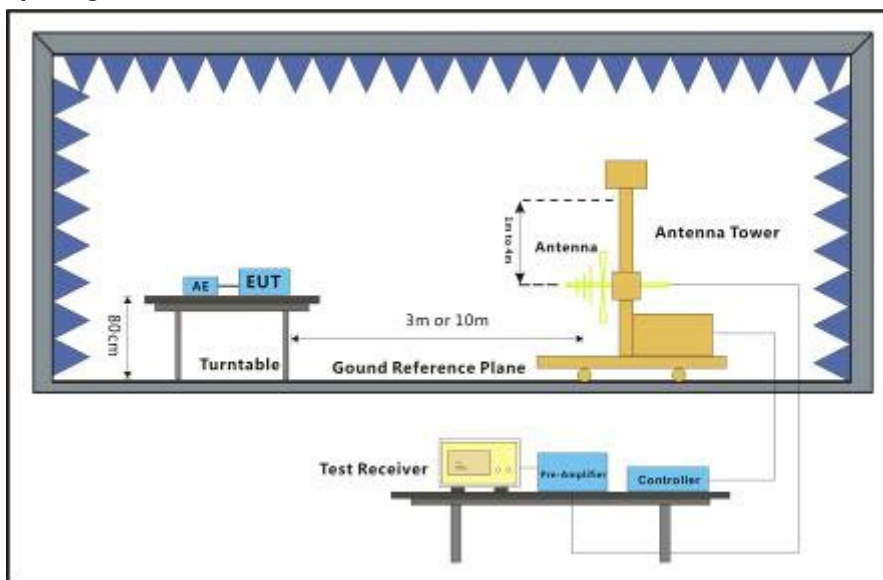 1m to 4m
Antenna
Antenna Tower
AE
EUT
3m or 10m
80cm
Turntable
Gound Reference Plane
Test Receiver
Pre-Amplifier
Controller